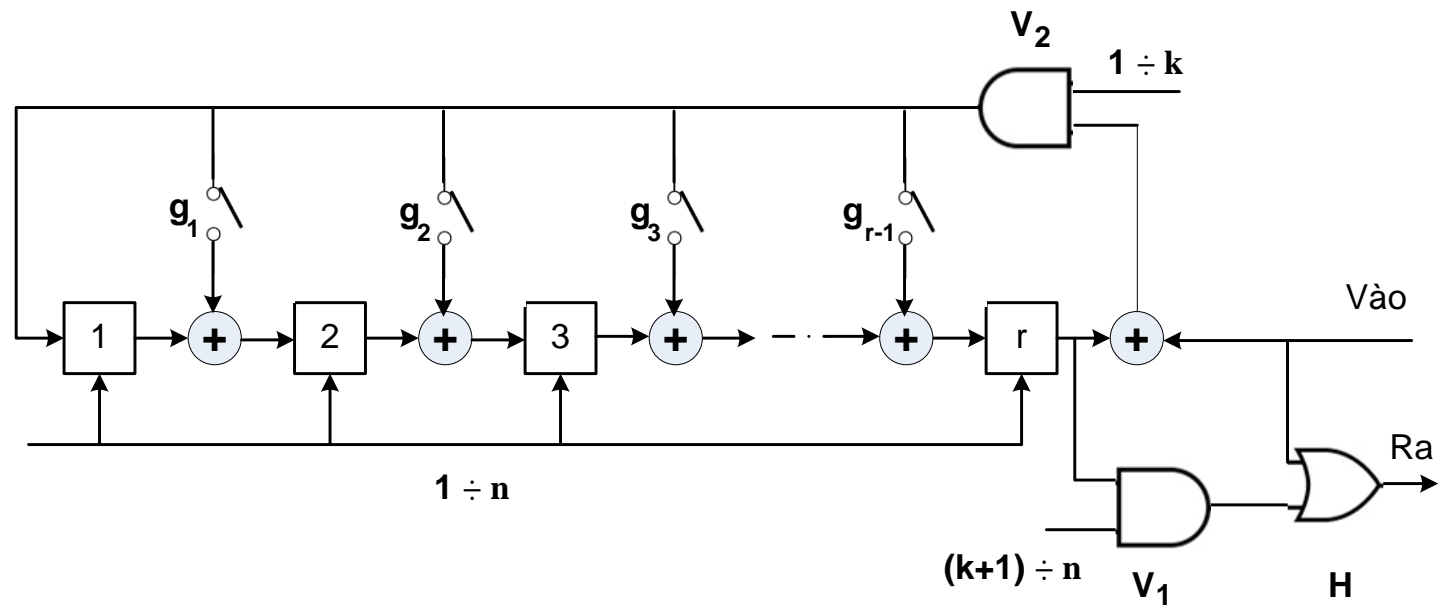 V2
1 ÷ k
g1
g2
g3
gr-1
1
+
2
+
3
+
+
r
+
Vào
Ra
1 ÷ n
(k+1) ÷ n
V1
H